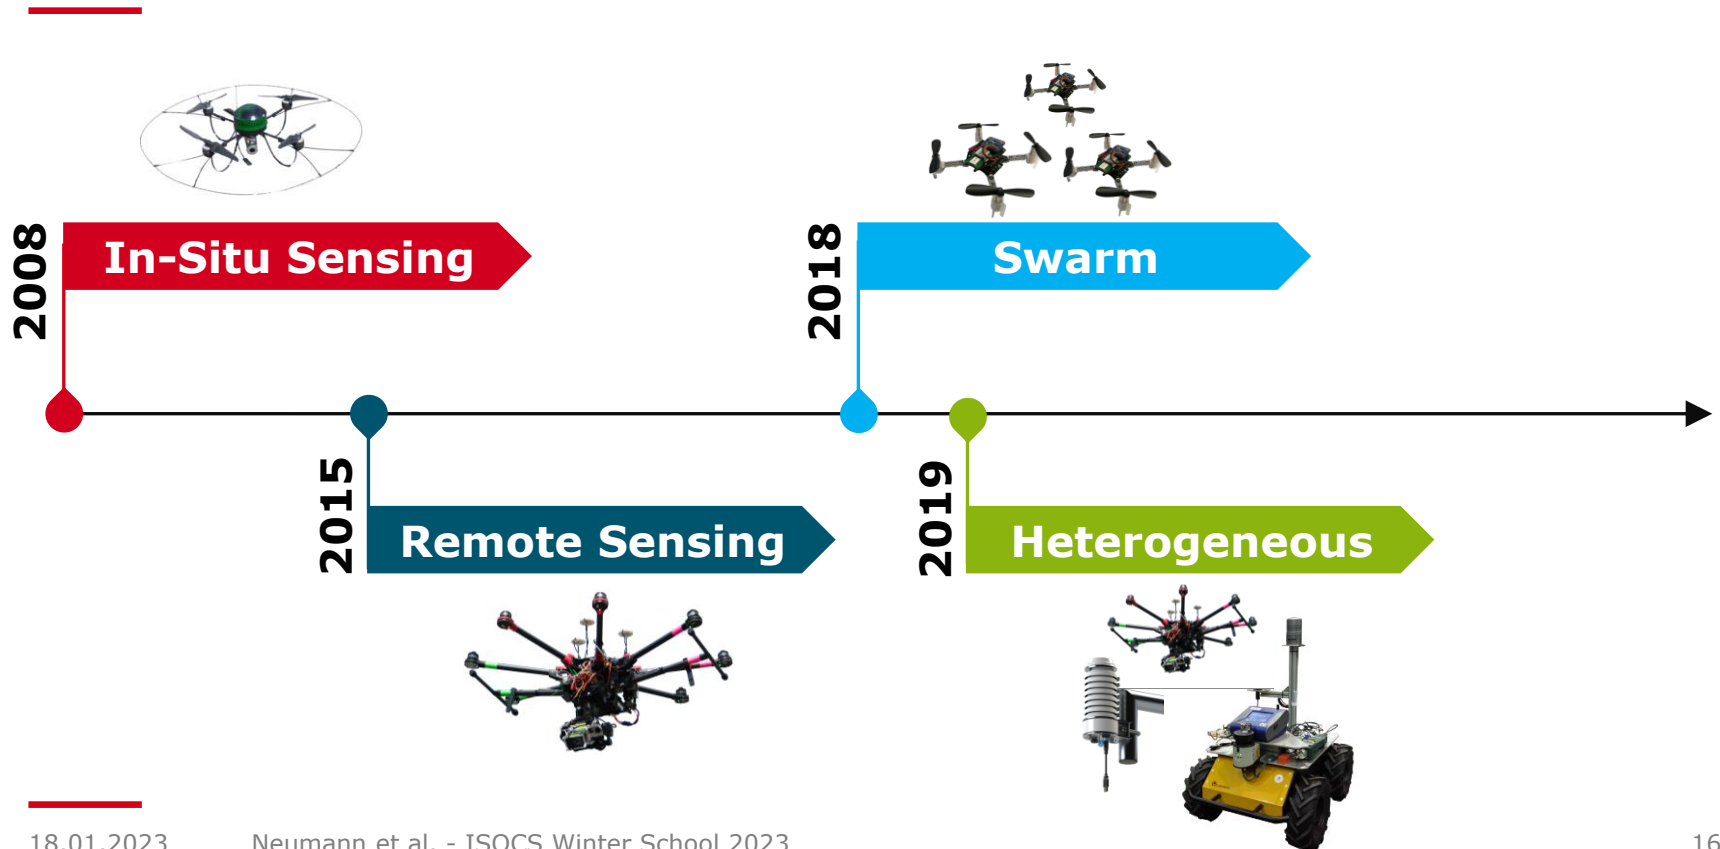 2008
In-Situ Sensing
2018
Swarm
2015
Remote Sensing
2019
Heterogeneous
18.01.2023
Neumann et al. - ISOCS Winter School 2023
16